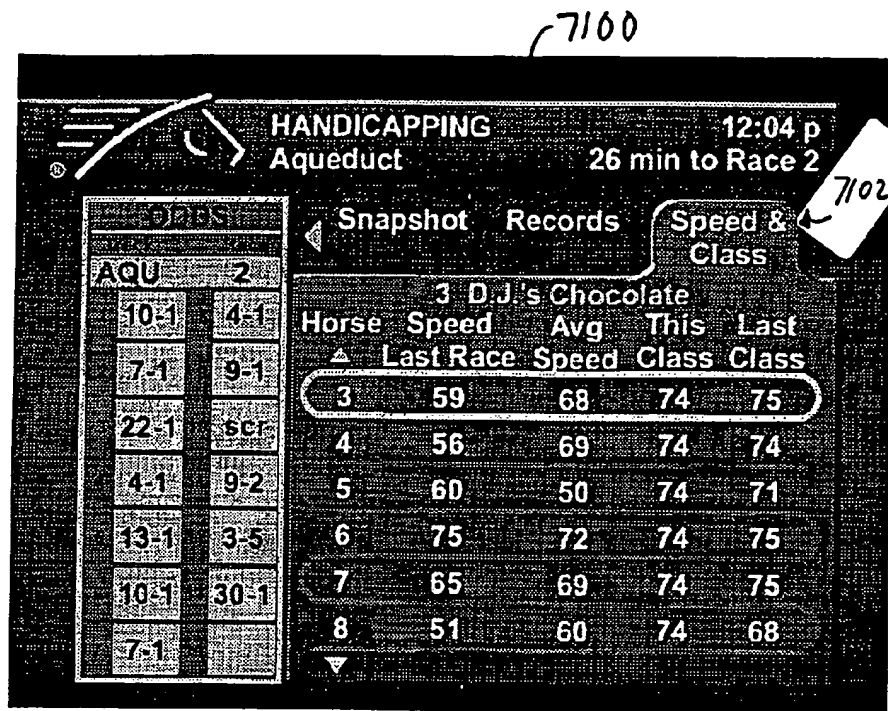 7100
HANDICAPPING 12:04 p
Aqueduct 26 min to Race 2
®
7102
ODDS
AQU 2
10-1 4-1
7-1 9-1
22-1 scr
4-1 9-2
13-1 3-5
10-1 30-1
7-1
Snapshot Records Speed & Class
3 D.J.'s Chocolate
Horse Speed Last Race Avg Speed This Class Last Class
3 59 68 74 75
4 56 69 74 74
5 60 50 74 71
6 75 72 74 75
7 65 69 74 75
8 51 60 74 68